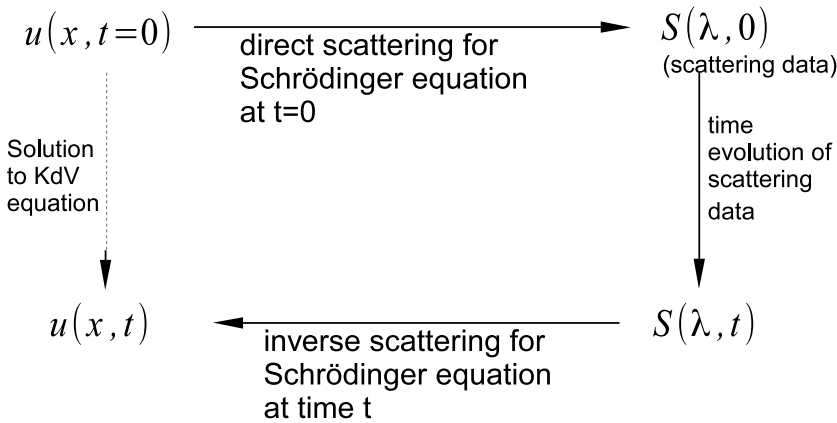 u(x,t=0)
S(λ,0)
direct scattering for
Schrödinger equation
at t=0
(scattering data)
Solution
to KdV
equation
time
evolution of
scattering
data
u(x,t)
S(λ,t)
inverse scattering for
Schrödinger equation
at time t